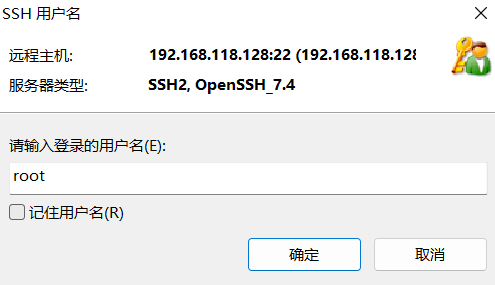 SSH 用户名
远程主机: 192.168.118.128:22 (192.168.118.128
服务器类型: SSH2, OpenSSH_7.4
请输入登录的用户名(E):
root
记住用户名(R)
确定 取消